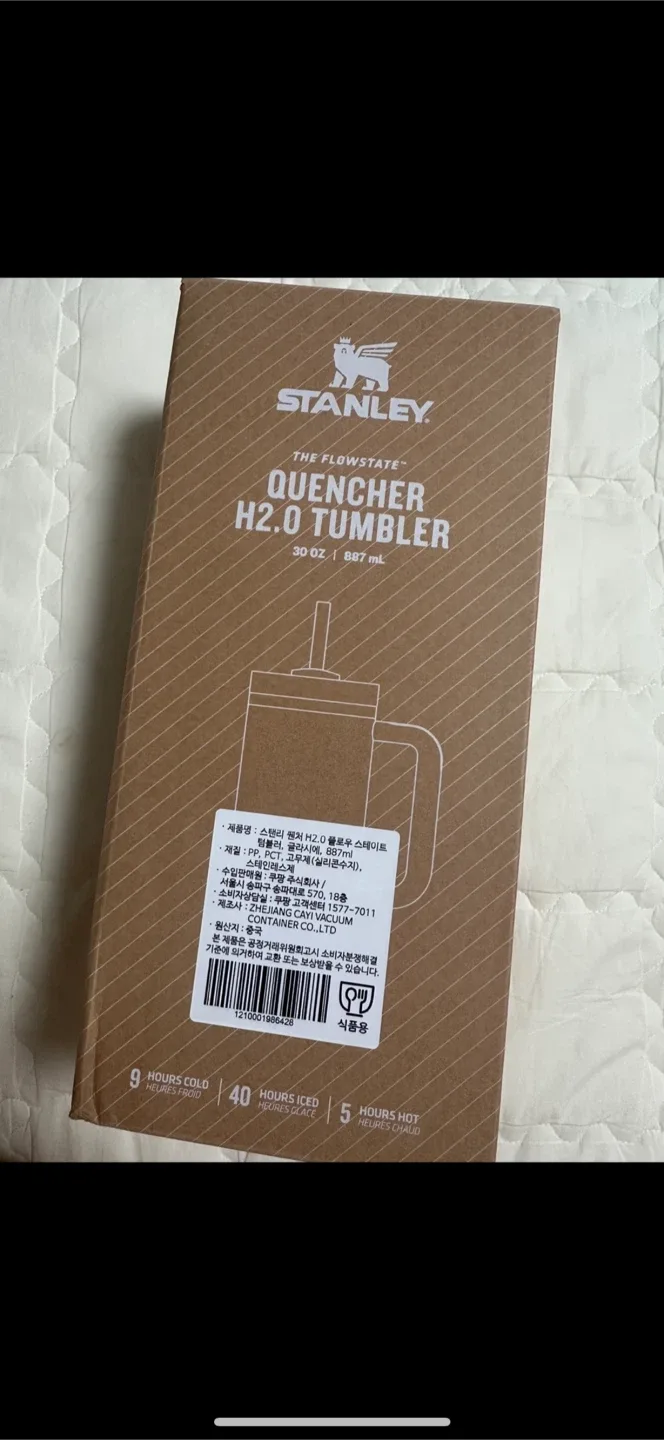 STANLEY
THE FLOWSTATE™
QUENCHER
H2.0 TUMBLER
30 OZ | 887 mL
· 제품명 : 스탠리 퀜처 H2.0 플로우 스테이트
텀블러, 글라시에, 887ml
· 재질 : PP, PCT, 고무제(실리콘수지),
스테인레스제
· 수입판매원 : 쿠팡 주식회사 /
서울시 송파구 송파대로 570, 18층
· 소비자상담실 : 쿠팡 고객센터 1577-7011
· 제조사 : ZHEJIANG CAYI VACUUM
CONTAINER CO.,LTD
· 원산지 : 중국
본 제품은 공정거래위원회고시 소비자분쟁해결
기준에 의거하여 교환 또는 보상받을 수 있습니다.
1210001986428
식품용
9 HOURS COLD
HEURES FROID
40 HOURS ICED
HEURES GLACE
5 HOURS HOT
HEURES CHAUD